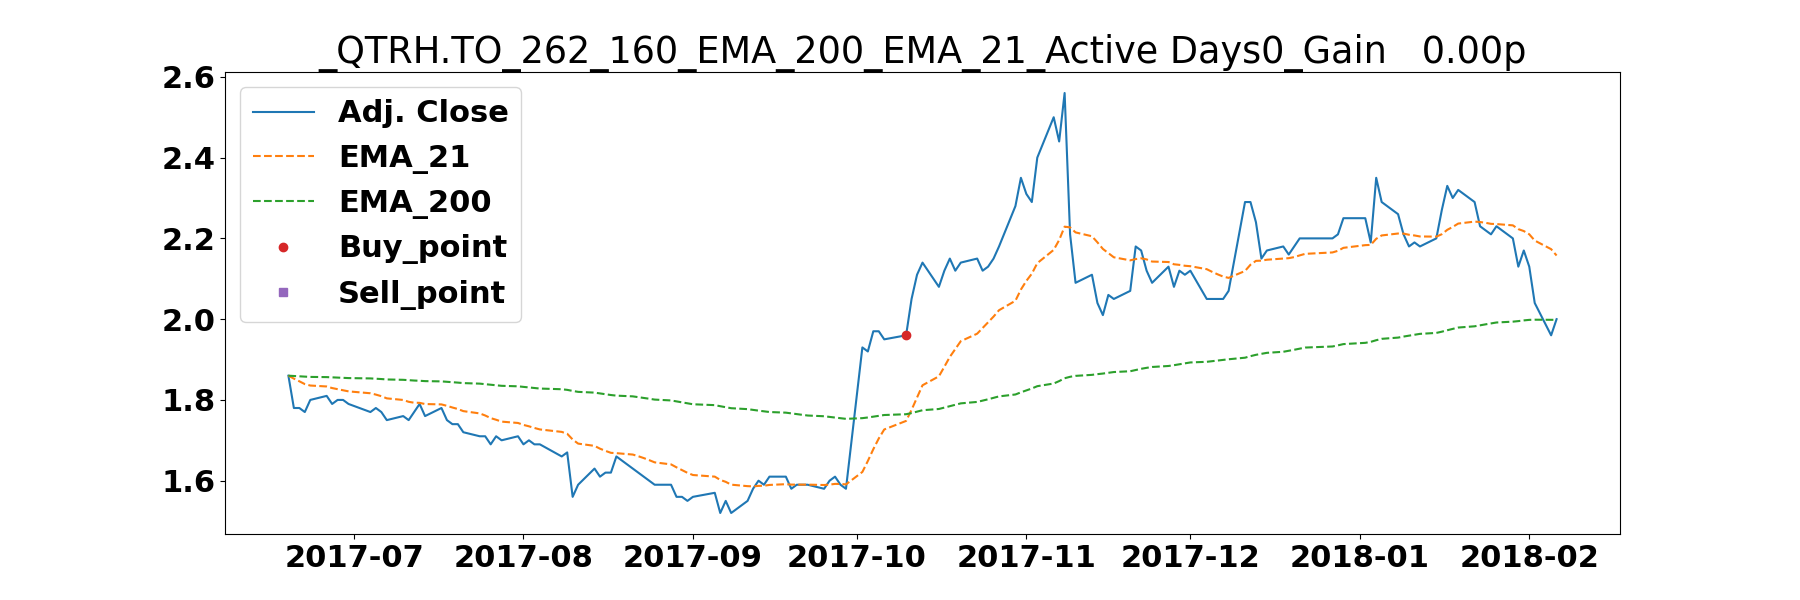 _QTRH.TO_262_160_EMA_200_EMA_21_Active Days0_Gain   0.00p
2.6
2.4
2.2
2.0
1.8
1.6
Adj. Close
EMA_21
EMA_200
Buy_point
Sell_point
2017-07 2017-08 2017-09 2017-10 2017-11 2017-12 2018-01 2018-02